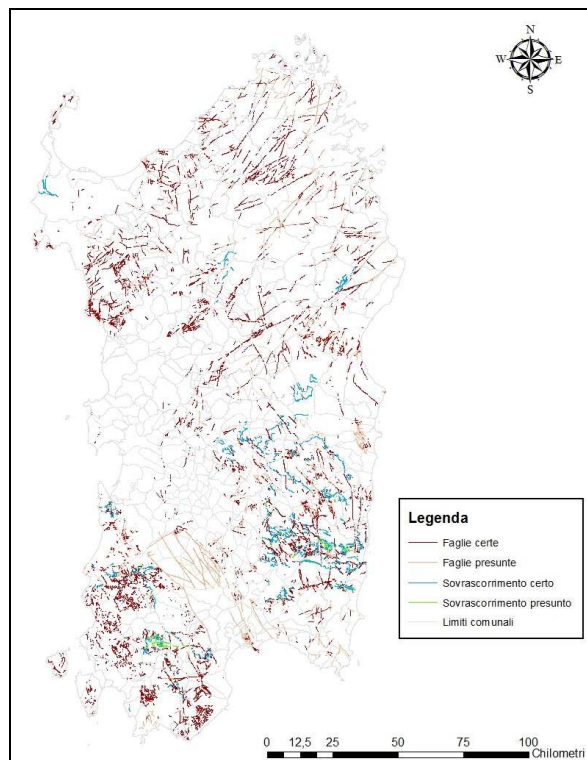 N
W E
S
Legenda
Faglie certe
Faglie presunte
Sovrascorrimento certo
Sovrascorrimento presunto
Limiti comunali
0 12,5 25 50 75 100
Chilometri